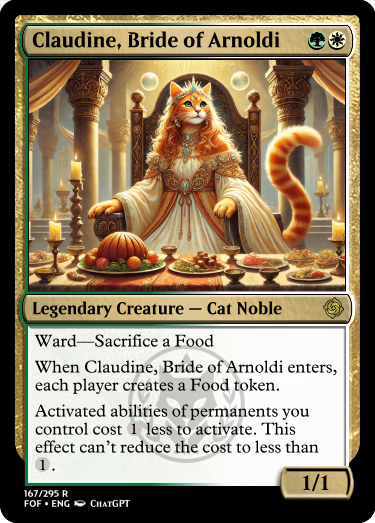 Claudine, Bride of Arnoldi
Legendary Creature — Cat Noble
Ward—Sacrifice a Food
When Claudine, Bride of Arnoldi enters,
each player creates a Food token.
Activated abilities of permanents you
control cost 1 less to activate. This
effect can't reduce the cost to less than
1.
1/1
167/295 R
FOF • ENG ChatGPT